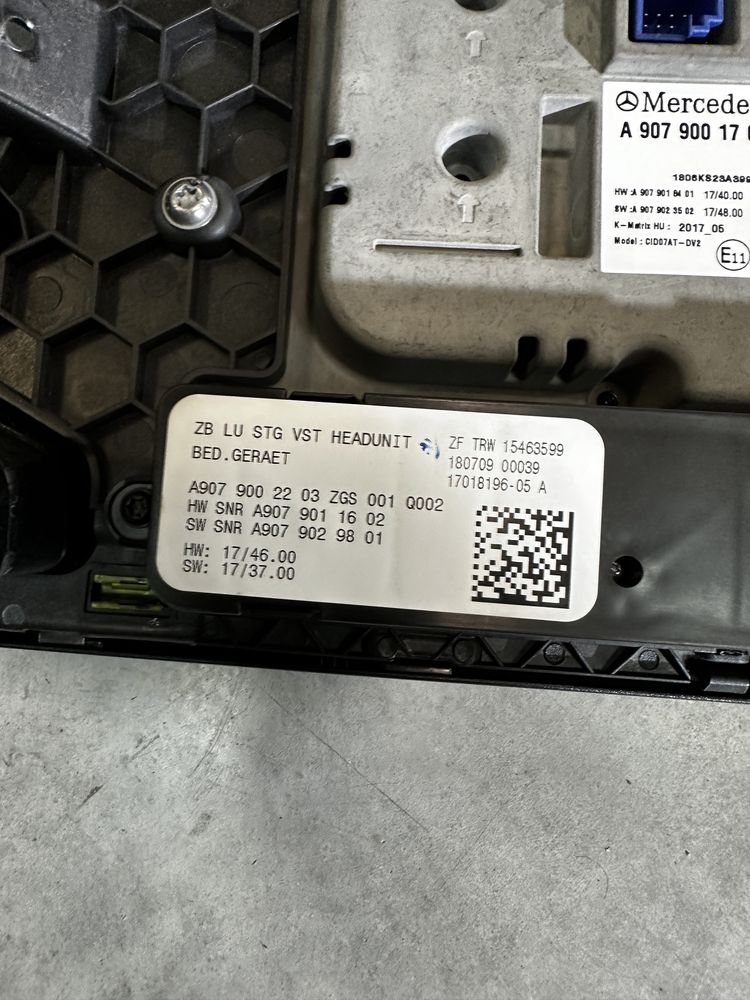 Mercede
A 907 900 17
1806KS23A399
HW:A 907 901 84 01 17/40.00
SW:A 907 902 35 02 17/48.00
K-Matrix HU: 2017_05
Model: CID07AT-DV2
E11
ZB LU STG VST HEADUNIT
BED.GERAET
A907 900 22 03 ZGS 001 Q002
HW SNR A907 901 16 02
SW SNR A907 902 98 01
HW: 17/46.00
SW: 17/37.00
ZF TRW 15463599
180709 00039
17018196-05 A